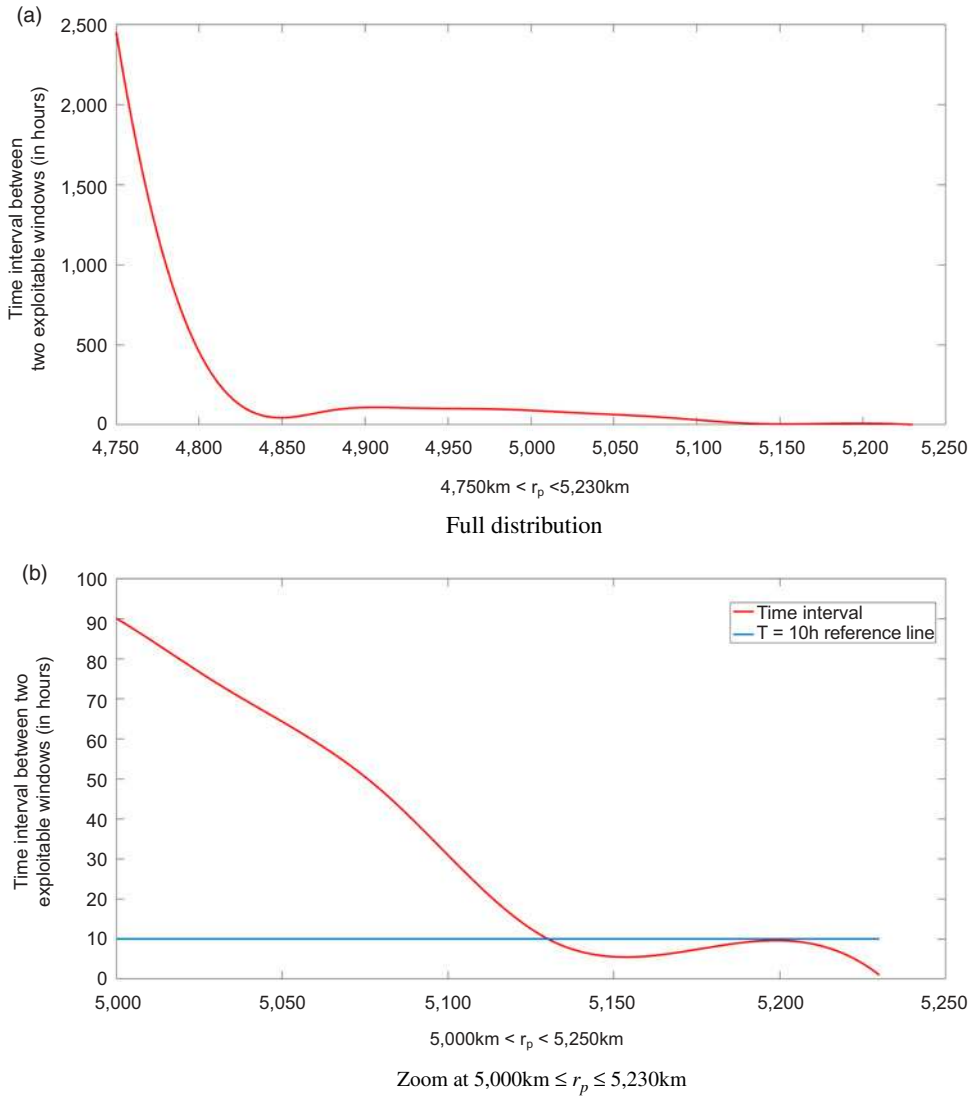 (a)
2,500
2,000
1,500
1,000
500
0
Time interval between
two exploitable windows (in hours)
4,750 4,800 4,850 4,900 4,950 5,000 5,050 5,100 5,150 5,200 5,250
4,750km < rp <5,230km
Full distribution
(b)
100
90
80
70
60
50
40
30
20
10
0
Time interval between two
exploitable windows (in hours)
Time interval
T = 10h reference line
5,000 5,050 5,100 5,150 5,200 5,250
5,000km < rp < 5,250km
Zoom at 5,000km ≤ rp ≤ 5,230km